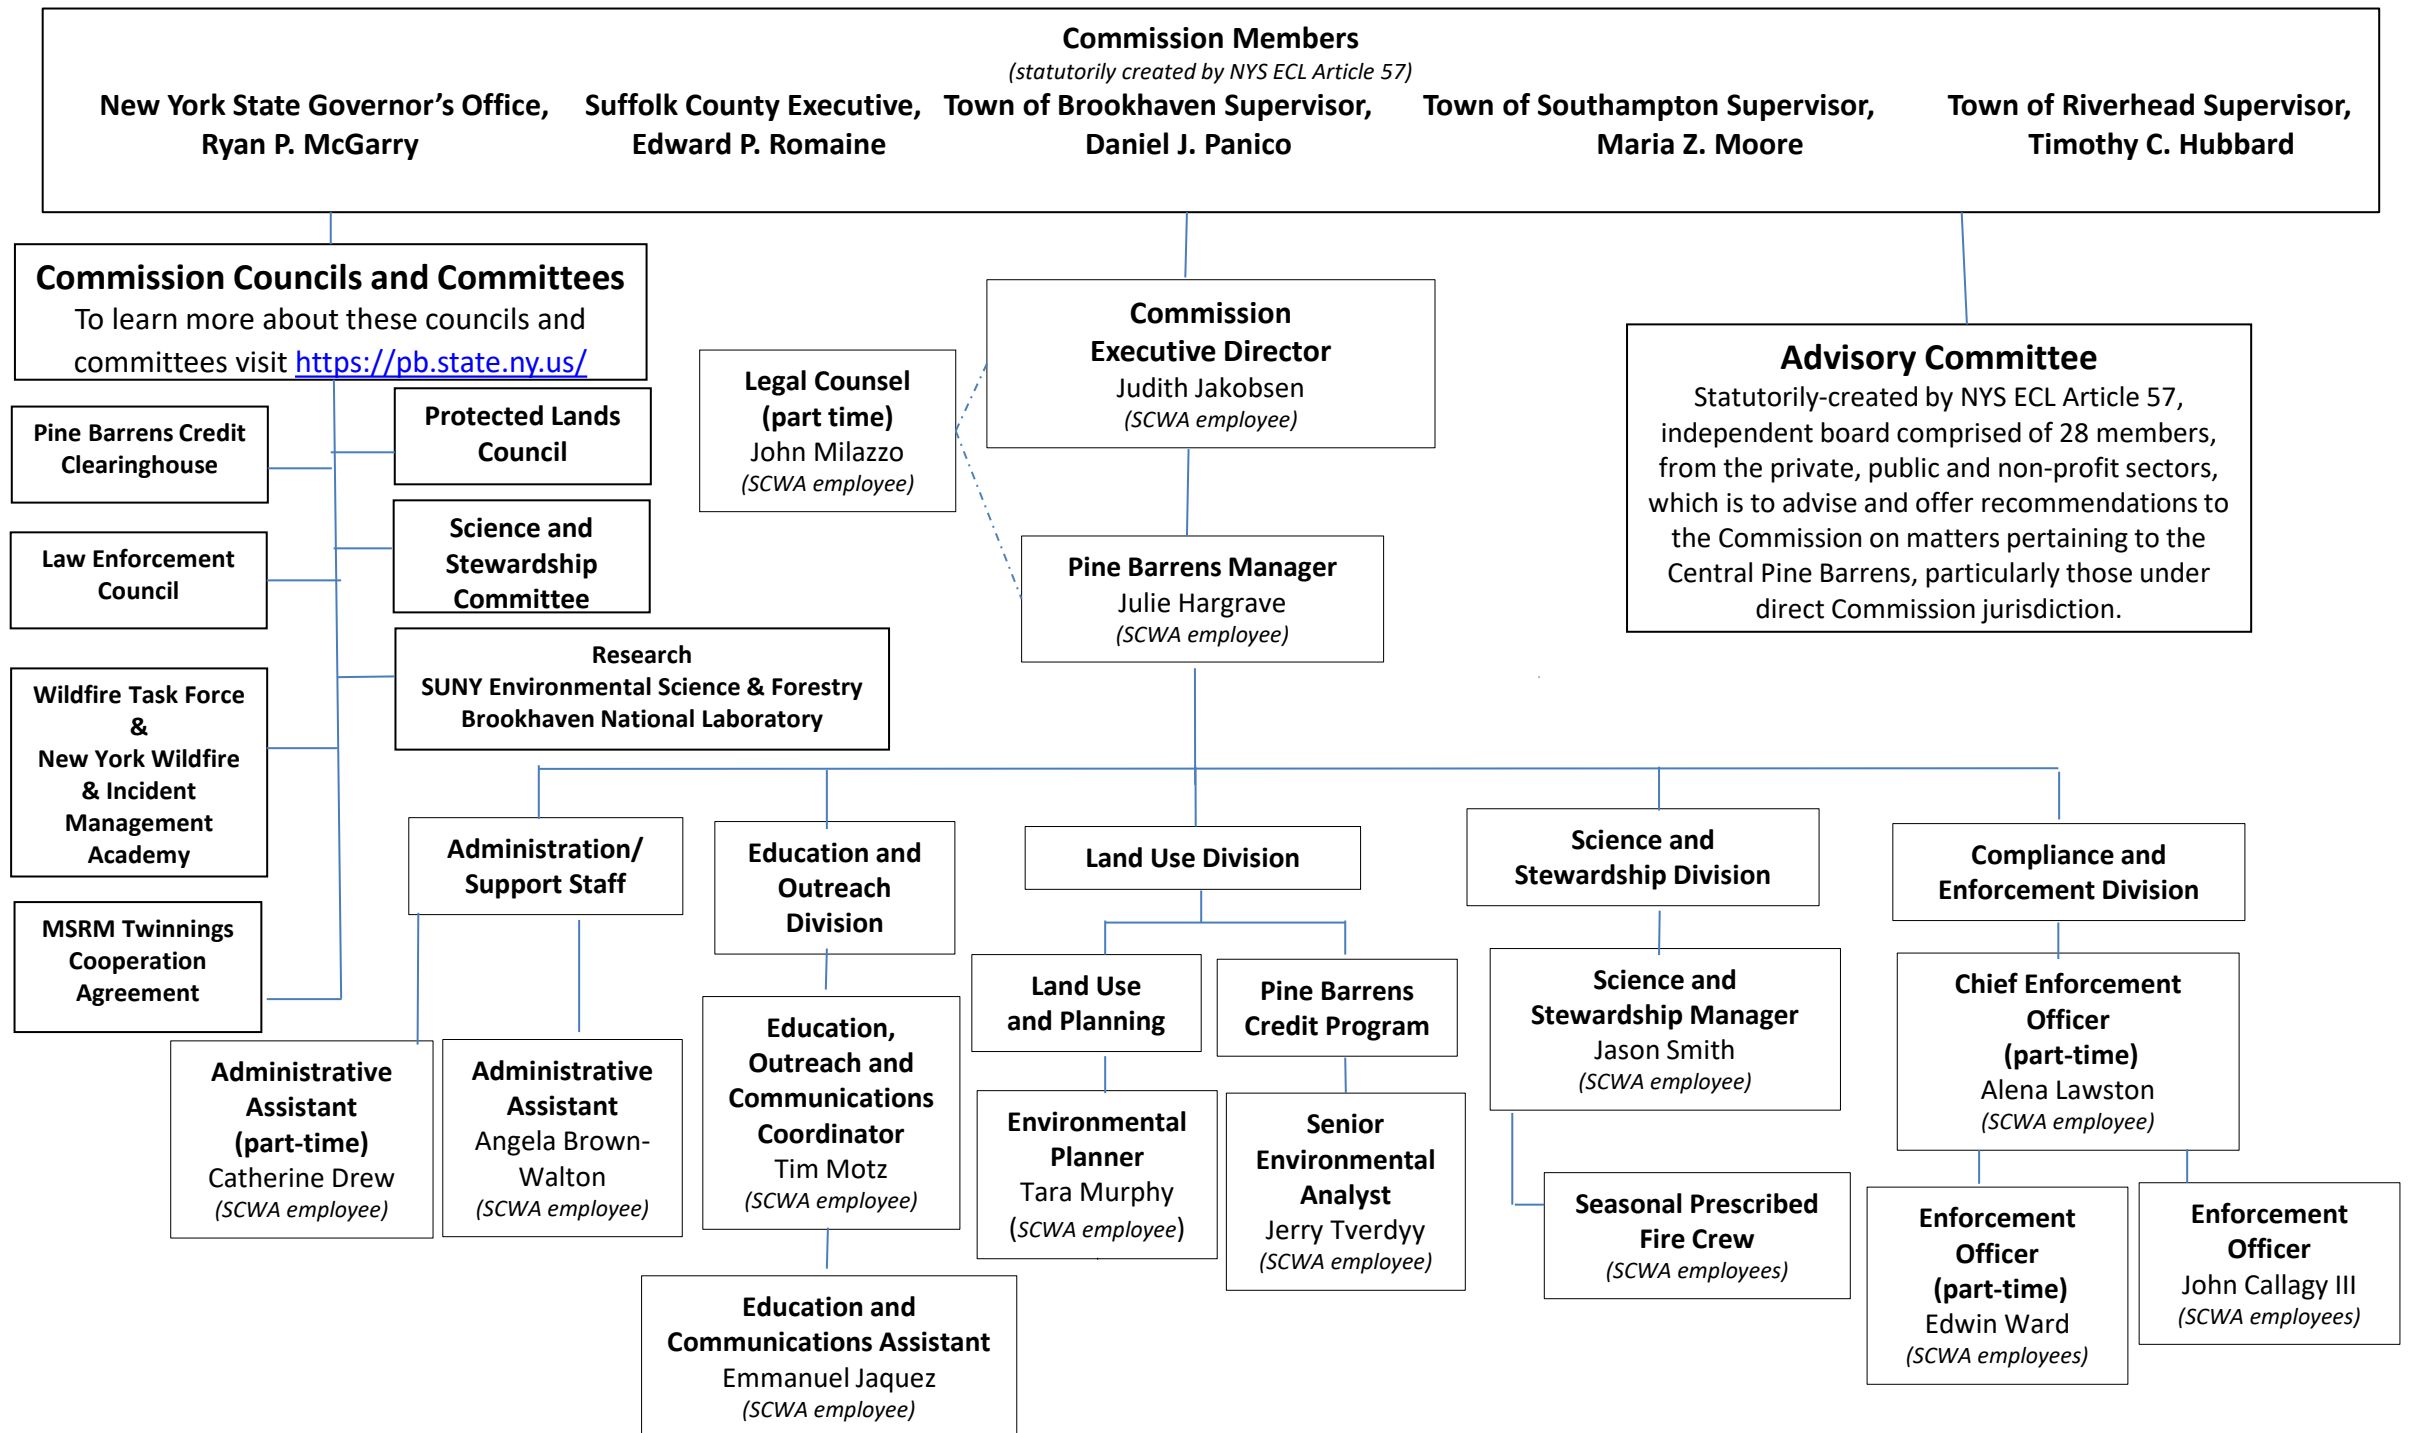 Commission Members
(statutorily created by NYS ECL Article 57)
New York State Governor’s Office,
Ryan P. McGarry
Suffolk County Executive,
Edward P. Romaine
Town of Brookhaven Supervisor,
Daniel J. Panico
Town of Southampton Supervisor,
Maria Z. Moore
Town of Riverhead Supervisor,
Timothy C. Hubbard
Commission Councils and Committees
To learn more about these councils and
committees visit https://pb.state.ny.us/
Pine Barrens Credit
Clearinghouse
Protected Lands
Council
Law Enforcement
Council
Science and
Stewardship
Committee
Research
SUNY Environmental Science & Forestry
Brookhaven National Laboratory
Wildfire Task Force
&
New York Wildfire
& Incident
Management
Academy
MSRM Twinnings
Cooperation
Agreement
Legal Counsel
(part time)
John Milazzo
(SCWA employee)
Commission
Executive Director
Judith Jakobsen
(SCWA employee)
Pine Barrens Manager
Julie Hargrave
(SCWA employee)
Advisory Committee
Statutorily-created by NYS ECL Article 57,
independent board comprised of 28 members,
from the private, public and non-profit sectors,
which is to advise and offer recommendations to
the Commission on matters pertaining to the
Central Pine Barrens, particularly those under
direct Commission jurisdiction.
Administration/
Support Staff
Administrative
Assistant
(part-time)
Catherine Drew
(SCWA employee)
Administrative
Assistant
Angela Brown-
Walton
(SCWA employee)
Education and
Outreach
Division
Education,
Outreach and
Communications
Coordinator
Tim Motz
(SCWA employee)
Education and
Communications Assistant
Emmanuel Jaquez
(SCWA employee)
Land Use Division
Land Use
and Planning
Environmental
Planner
Tara Murphy
(SCWA employee)
Pine Barrens
Credit Program
Senior
Environmental
Analyst
Jerry Tverdyy
(SCWA employee)
Science and
Stewardship Division
Science and
Stewardship Manager
Jason Smith
(SCWA employee)
Seasonal Prescribed
Fire Crew
(SCWA employees)
Compliance and
Enforcement Division
Chief Enforcement
Officer
(part-time)
Alena Lawston
(SCWA employee)
Enforcement
Officer
(part-time)
Edwin Ward
(SCWA employees)
Enforcement
Officer
John Callagy III
(SCWA employees)